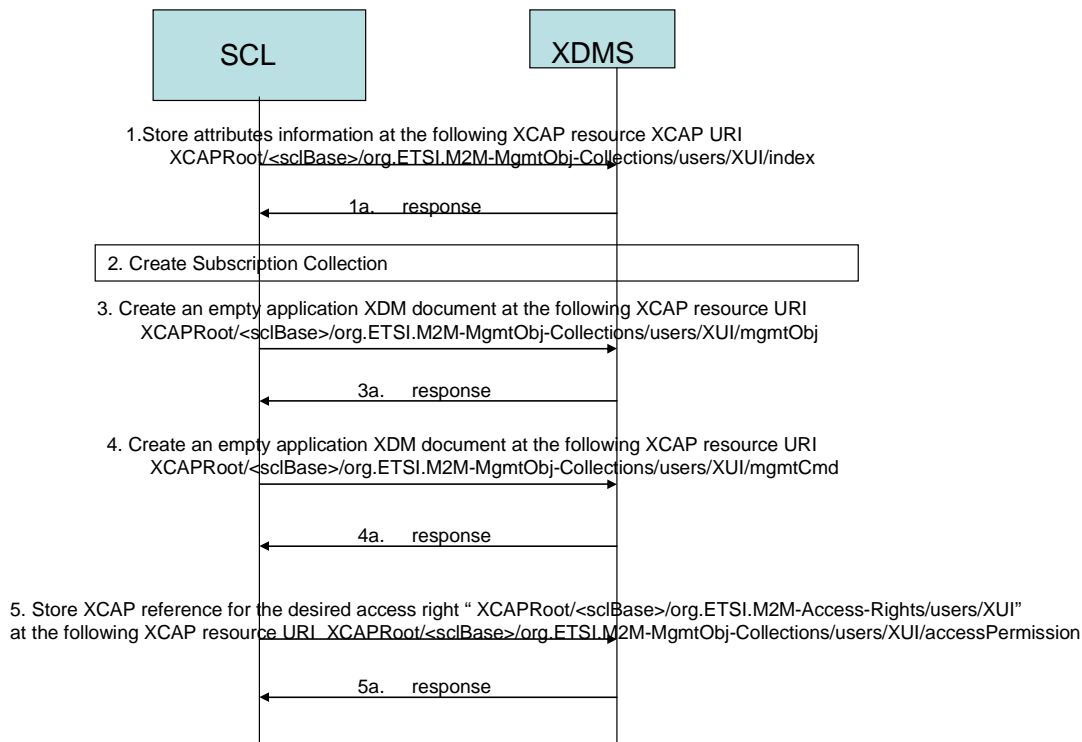 SCL
XDMS
1.Store attributes information at the following XCAP resource XCAP URI
XCAPRoot/<sclBase>/org.ETSI.M2M-MgmtObj-Collections/users/XUI/index
1a. response
2. Create Subscription Collection
3. Create an empty application XDM document at the following XCAP resource URI
XCAPRoot/<sclBase>/org.ETSI.M2M-MgmtObj-Collections/users/XUI/mgmtObj
3a. response
4. Create an empty application XDM document at the following XCAP resource URI
XCAPRoot/<sclBase>/org.ETSI.M2M-MgmtObj-Collections/users/XUI/mgmtCmd
4a. response
5. Store XCAP reference for the desired access right “ XCAPRoot/<sclBase>/org.ETSI.M2M-Access-Rights/users/XUI”
at the following XCAP resource URI XCAPRoot/<sclBase>/org.ETSI.M2M-MgmtObj-Collections/users/XUI/accessPermission
5a. response